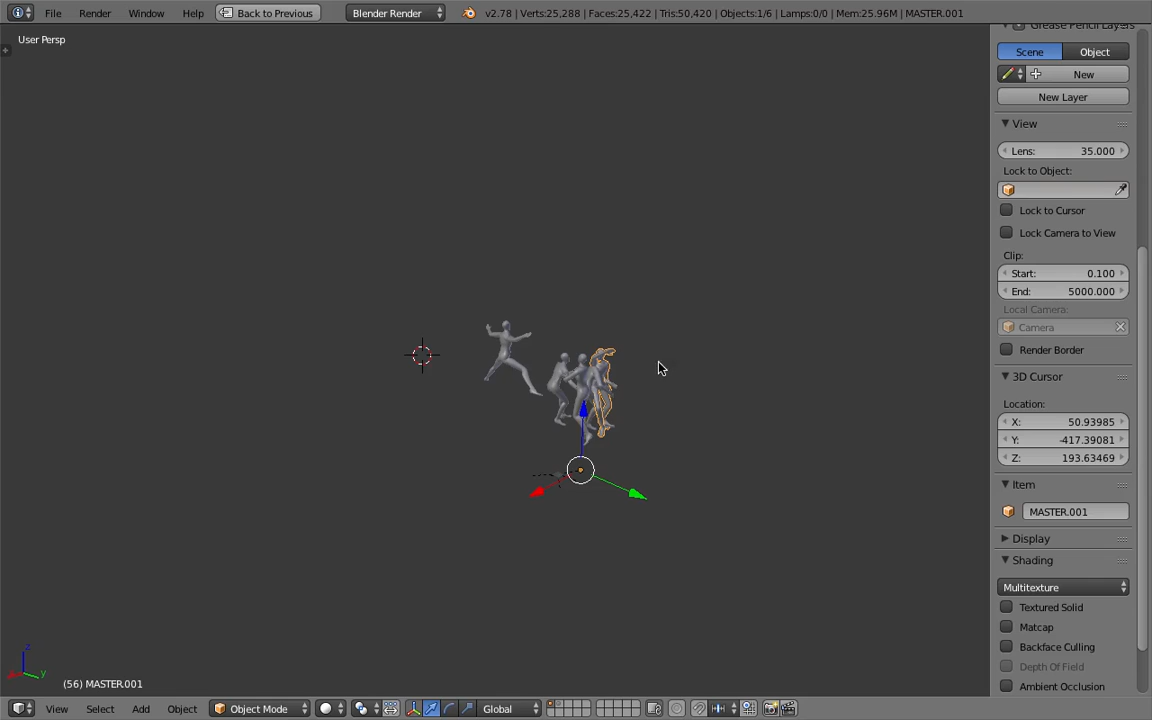 File Render Window Help Back to Previous Blender Render v2.78 | Verts:25,288 | Faces:25,422 | Tris:50,420 | Objects:1/6 | Lamps:0/0 | Mem:25.96M | MASTER.001
Grease Pencil Layers
User Persp
Scene Object
New
New Layer
View
Lens: 35.000
Lock to Object:
Lock to Cursor
Lock Camera to View
Clip:
Start: 0.100
End: 5000.000
Local Camera:
Camera
Render Border
3D Cursor
Location:
X: 50.93985
Y: -417.39081
Z: 193.63469
Item
MASTER.001
Display
Shading
Multitexture
Textured Solid
Matcap
Backface Culling
Depth Of Field
Ambient Occlusion
z
y
(56) MASTER.001
View Select Add Object Object Mode Global